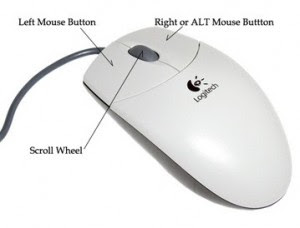 Left Mouse Button
Right or ALT Mouse Buttton
Logitech
Scroll Wheel